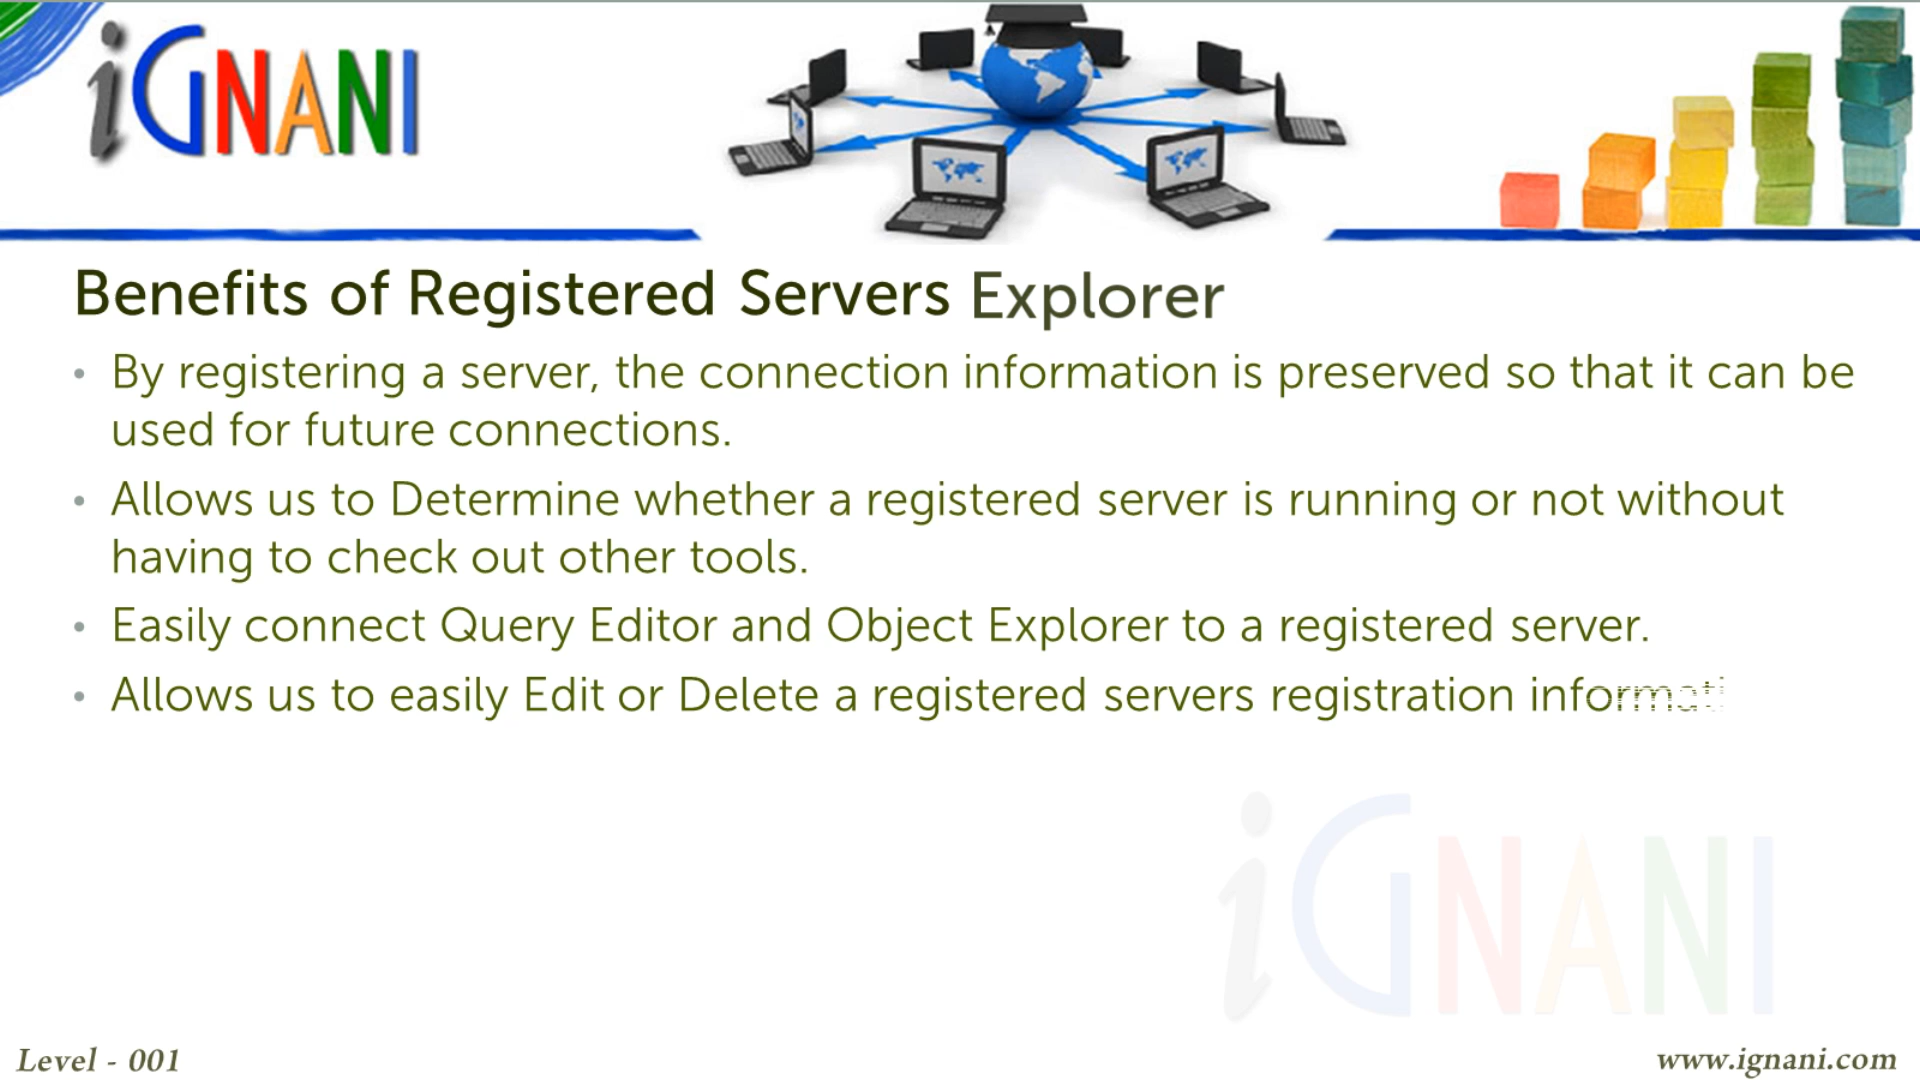 iGNANI
Benefits of Registered Servers Explorer
• By registering a server, the connection information is preserved so that it can be
used for future connections.
• Allows us to Determine whether a registered server is running or not without
having to check out other tools.
• Easily connect Query Editor and Object Explorer to a registered server.
• Allows us to easily Edit or Delete a registered servers registration
iGNANI
Level - 001
www.ignani.com